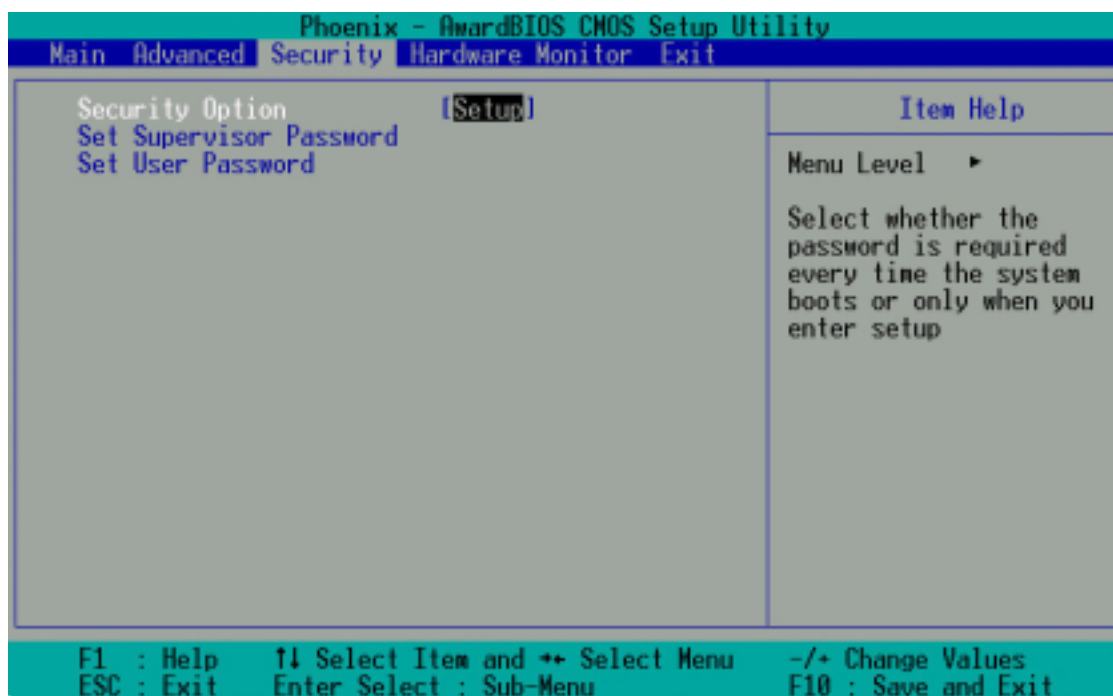 Phoenix - AwardBIOS CMOS Setup Utility
Main Advanced Security Hardware Monitor Exit
Security Option [Setup]
Set Supervisor Password
Set User Password
Item Help
Menu Level ►
Select whether the
password is required
every time the system
boots or only when you
enter setup
F1 : Help ↑↓ Select Item and →← Select Menu -/+ Change Values
ESC : Exit Enter Select : Sub-Menu F10 : Save and Exit